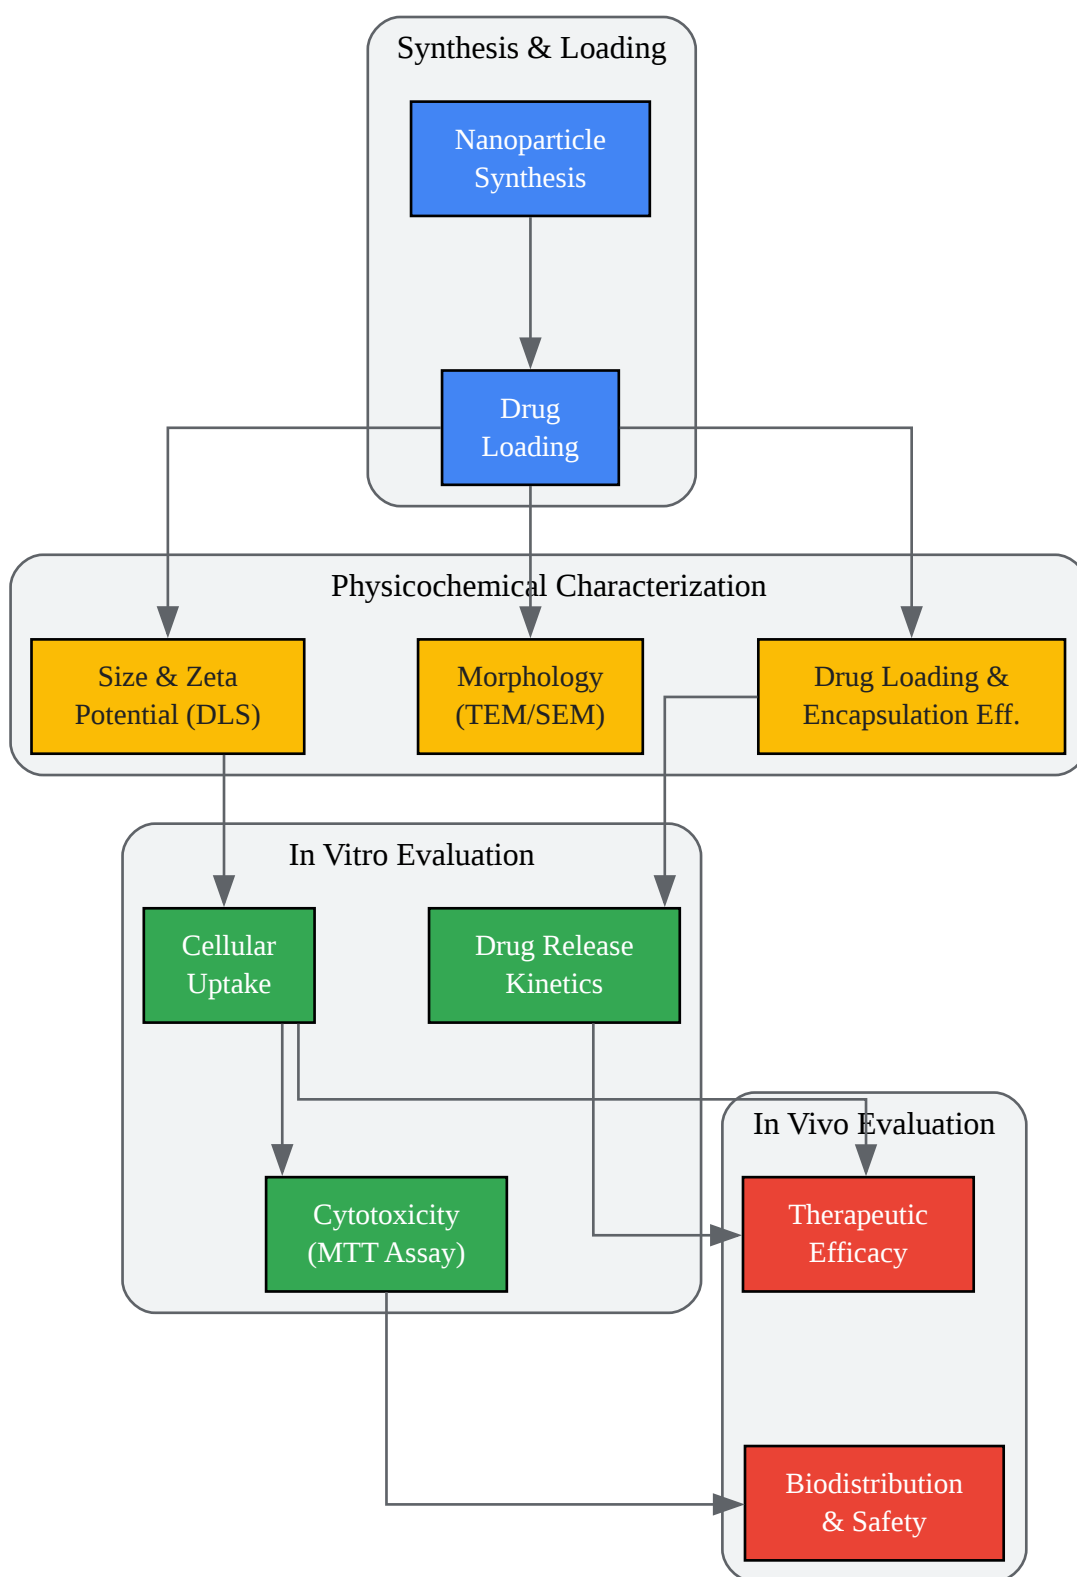 Synthesis & Loading
Nanoparticle
Synthesis
Drug
Loading
Physicochemical Characterization
Size & Zeta
Potential (DLS)
Morphology
(TEM/SEM)
Drug Loading &
Encapsulation Eff.
In Vitro Evaluation
Cellular
Uptake
Drug Release
Kinetics
Cytotoxicity
(MTT Assay)
In Vivo Evaluation
Therapeutic
Efficacy
Biodistribution
& Safety